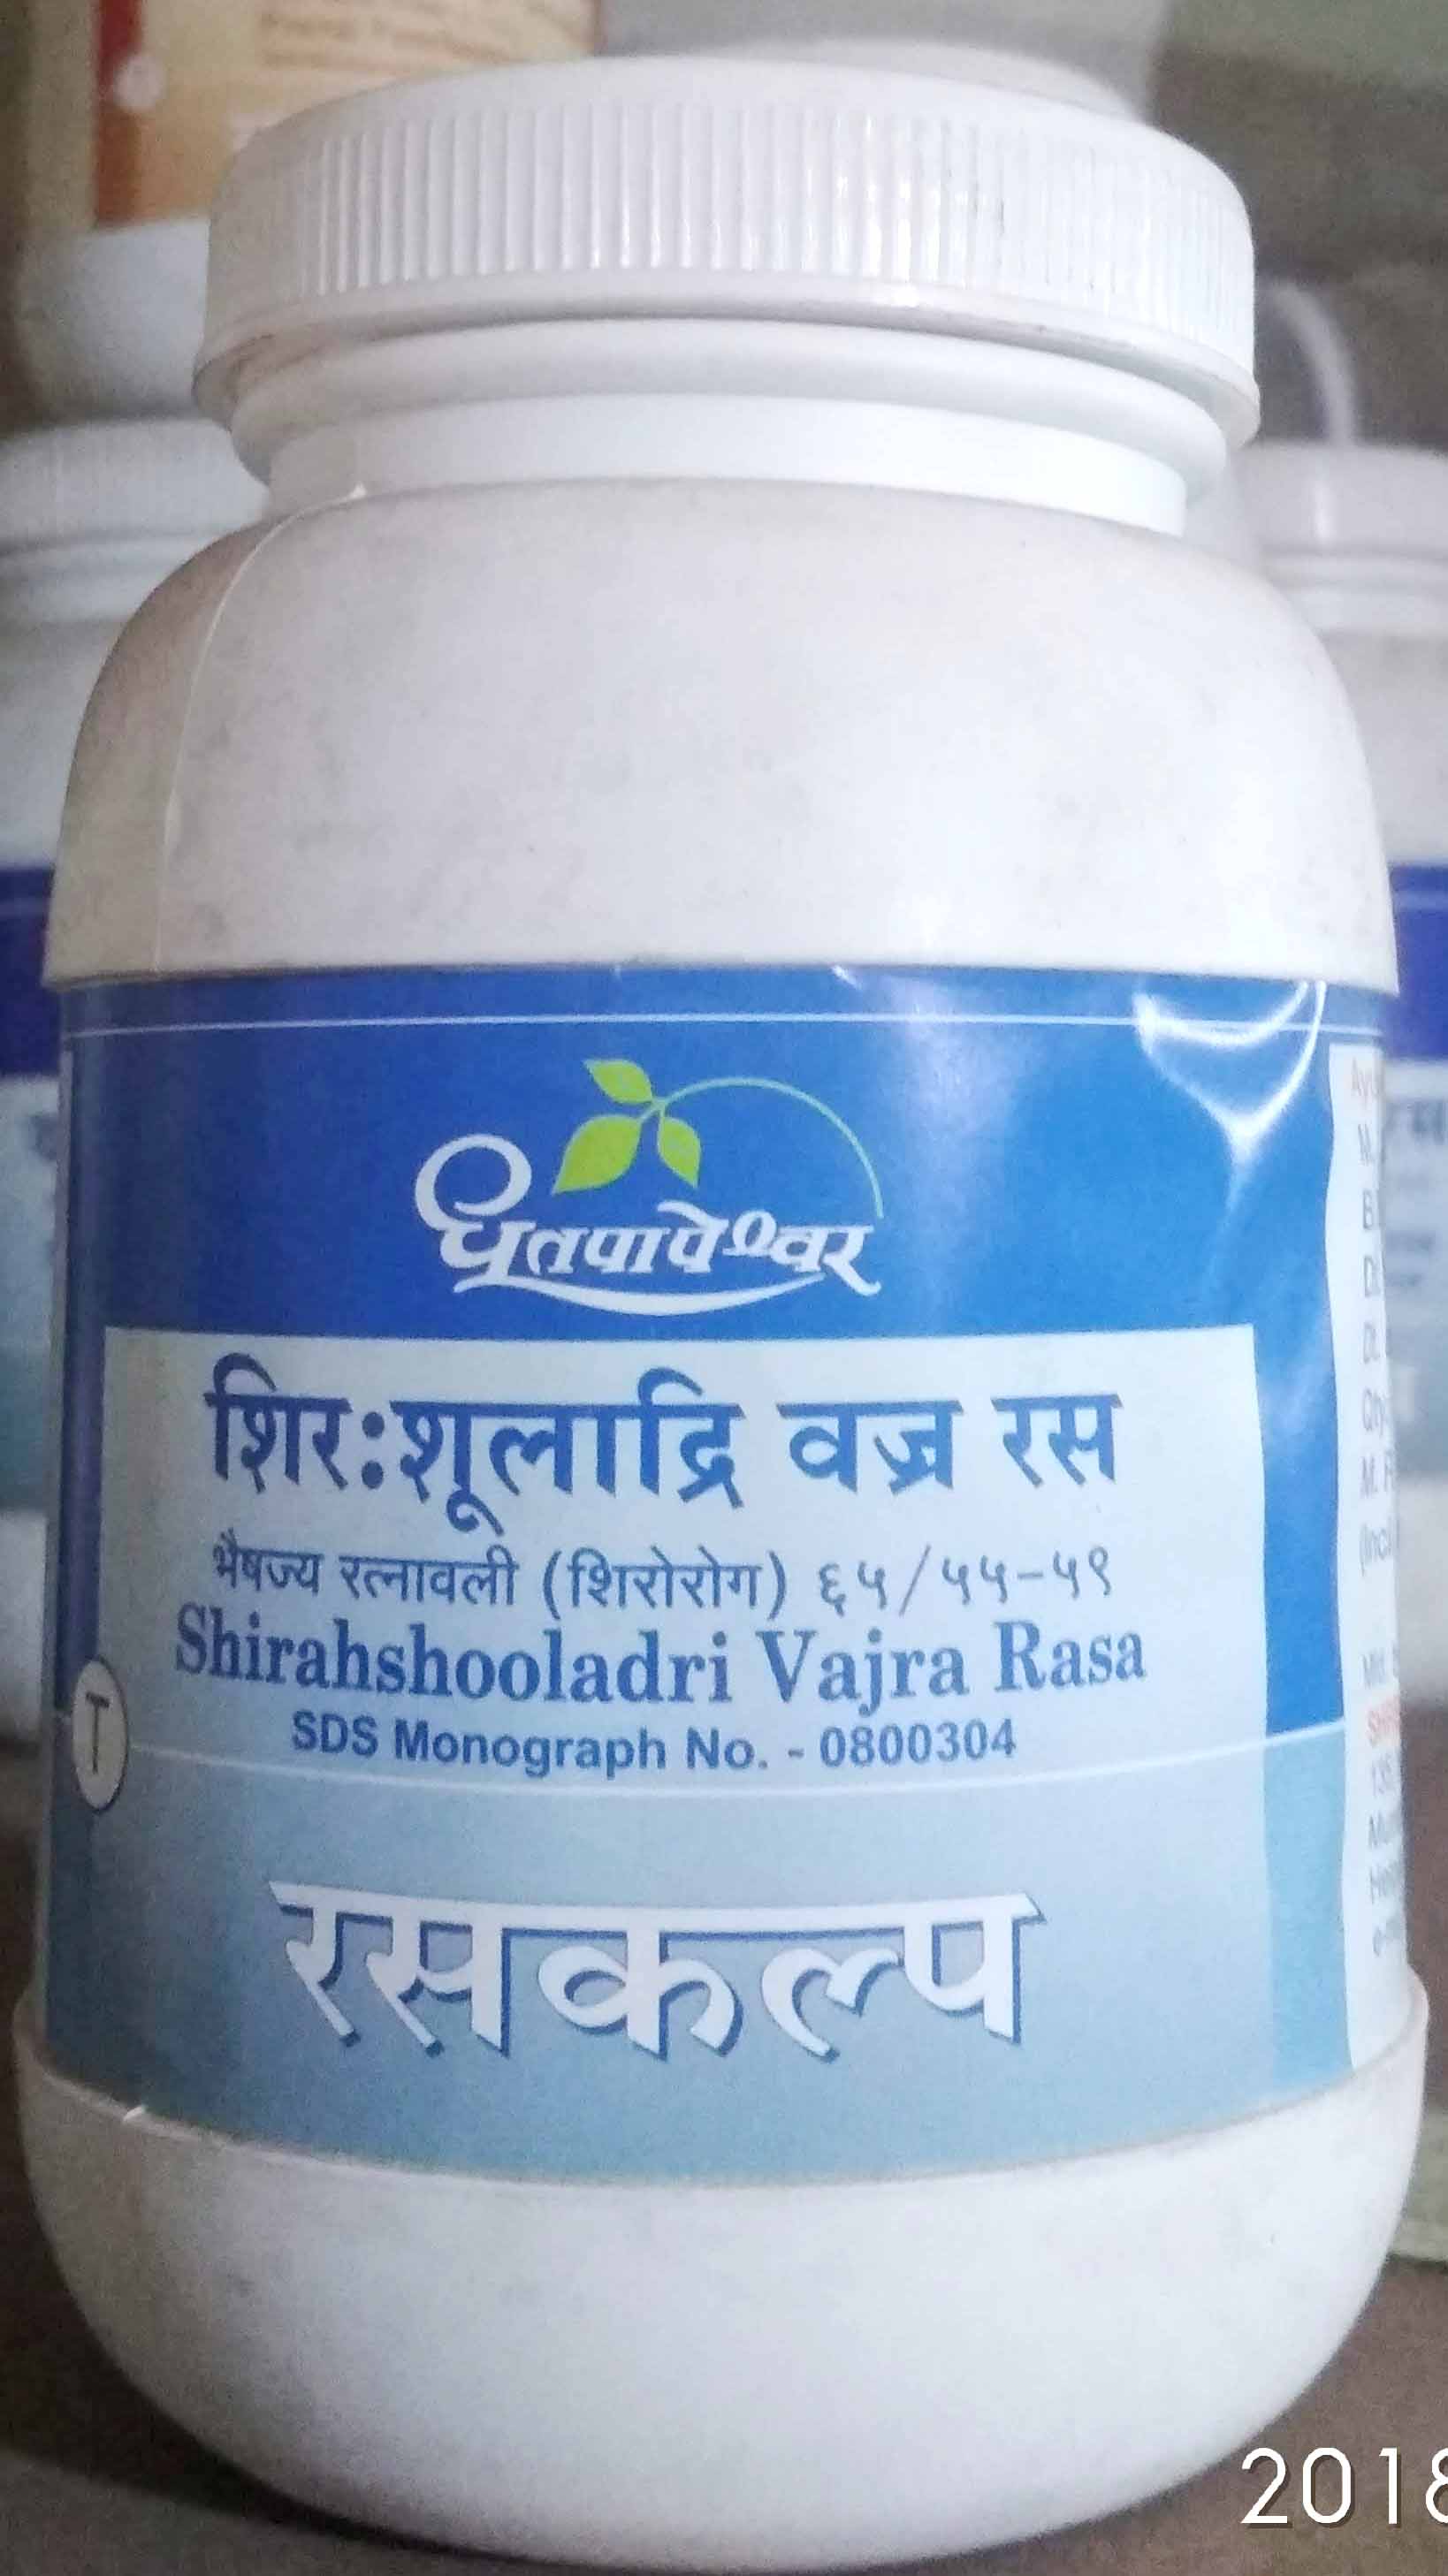 धूतपापेश्वर
शिरःशूलाद्रि वज्र रस
भैषज्य रत्नावली (शिरोरोग) ६५/५५-५९
Shirahshooladri Vajra Rasa
SDS Monograph No. - 0800304
T
रसकल्प
2018